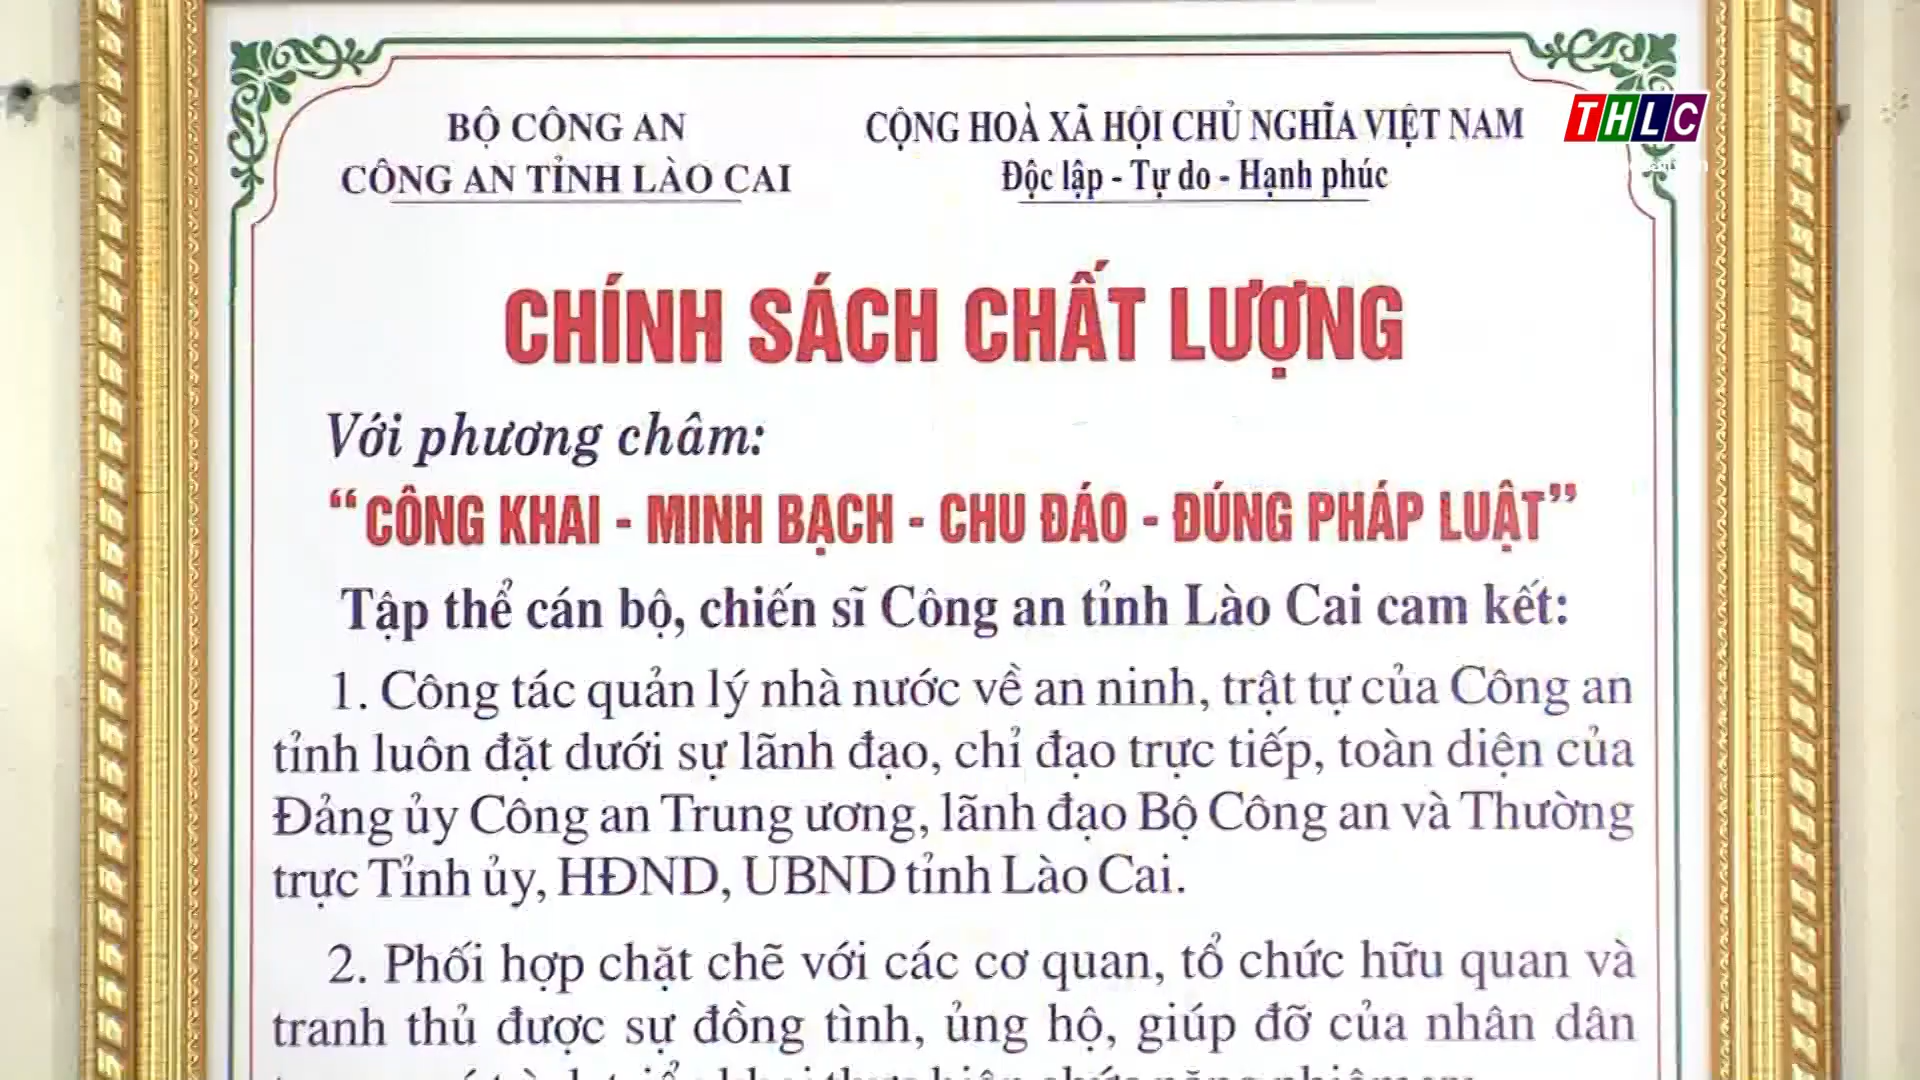 BỘ CÔNG AN
CÔNG AN TỈNH LÀO CAI
CỘNG HOÀ XÃ HỘI CHỦ NGHĨA VIỆT NAM
Độc lập - Tự do - Hạnh phúc
THLC
CHÍNH SÁCH CHẤT LƯỢNG
Với phương châm:
“CÔNG KHAI - MINH BẠCH - CHU ĐÁO - ĐÚNG PHÁP LUẬT”
Tập thể cán bộ, chiến sĩ Công an tỉnh Lào Cai cam kết:
1. Công tác quản lý nhà nước về an ninh, trật tự của Công an
tỉnh luôn đặt dưới sự lãnh đạo, chỉ đạo trực tiếp, toàn diện của
Đảng ủy Công an Trung ương, lãnh đạo Bộ Công an và Thường
trực Tỉnh ủy, HĐND, UBND tỉnh Lào Cai.
2. Phối hợp chặt chẽ với các cơ quan, tổ chức hữu quan và
tranh thủ được sự đồng tình, ủng hộ, giúp đỡ của nhân dân